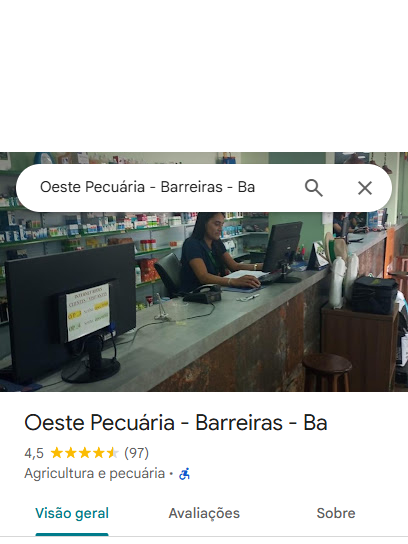 Oeste Pecuária - Barreiras - Ba
Oeste Pecuária - Barreiras - Ba
4,5 (97)
Agricultura e pecuária ·
Visão geral
Avaliações
Sobre